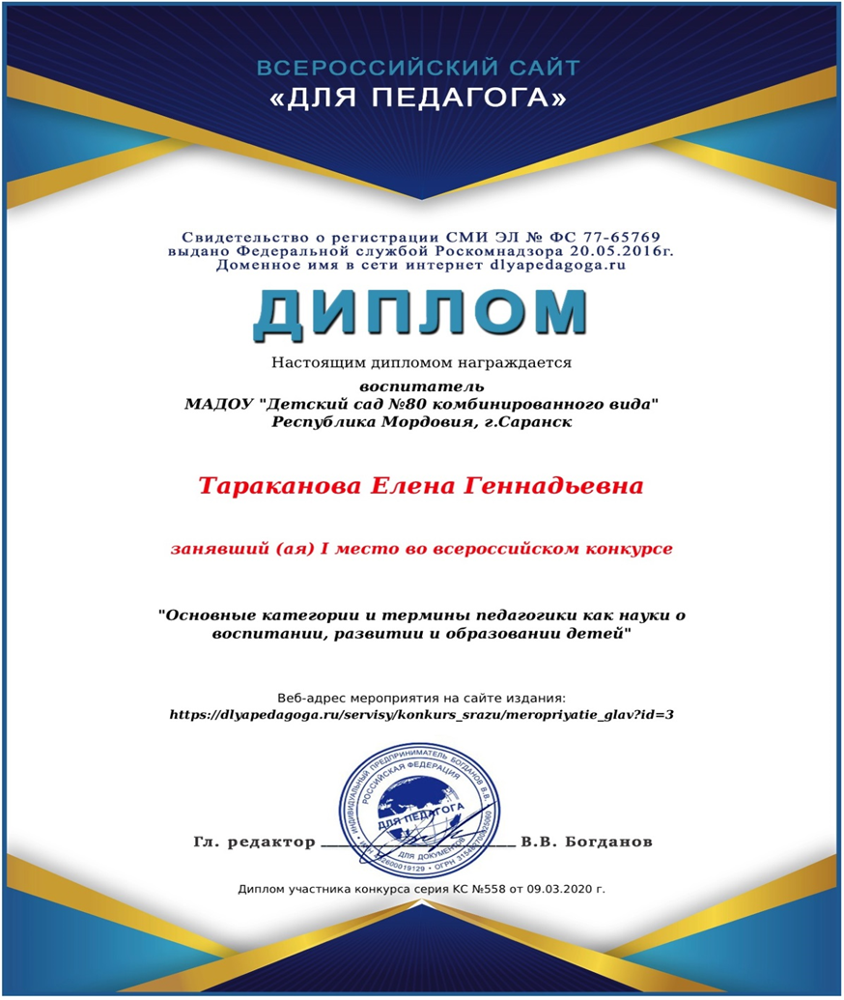 ВСЕРОССИЙСКИЙ САЙТ
«ДЛЯ ПЕДАГОГА»
Свидетельство о регистрации СМИ ЭЛ № ФС 77-65769
выдано Федеральной службой Роскомнадзора 20.05.2016г.
Доменное имя в сети интернет dlyapedagoga.ru
ДИПЛОМ
Настоящим дипломом награждается
воспитатель
МАДОУ "Детский сад №80 комбинированного вида"
Республика Мордовия, г.Саранск
Тараканова Елена Геннадьевна
занявший (ая) I место во всероссийском конкурсе
"Основные категории и термины педагогики как науки о
воспитании, развитии и образовании детей"
Веб-адрес мероприятия на сайте издания:
https://dlyapedagoga.ru/servisy/konkurs_srazu/meropriyatie_glav?id=3
ИНДИВИДУАЛЬНЫЙ ПРЕДПРИНИМАТЕЛЬ БОГДАНОВ В.В.
РОССИЙСКАЯ ФЕДЕРАЦИЯ
ДЛЯ ПЕДАГОГА
ДЛЯ ДОКУМЕНТОВ
ИНН
ОГРН
Гл. редактор
В.В. Богданов
Диплом участника конкурса серия КС №558 от 09.03.2020 г.